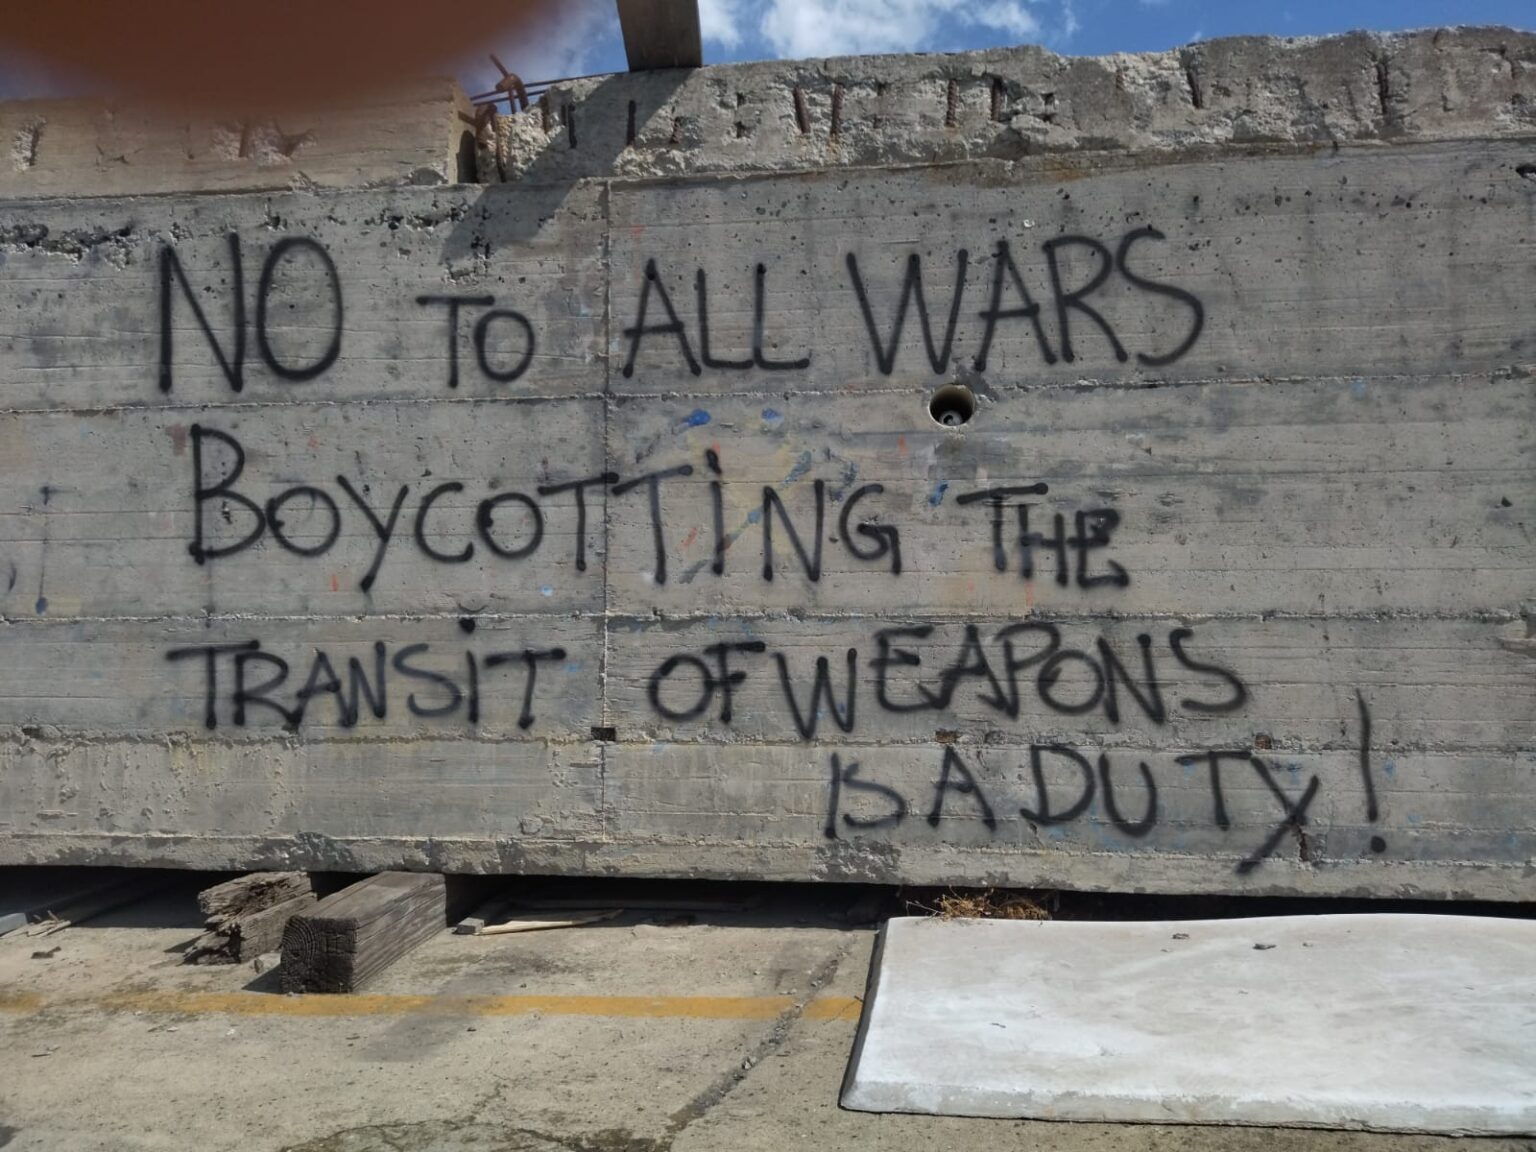 NO TO ALL WARS
BOYCOTTING THE
TRANSIT OF WEAPONS
IS A DUTY!